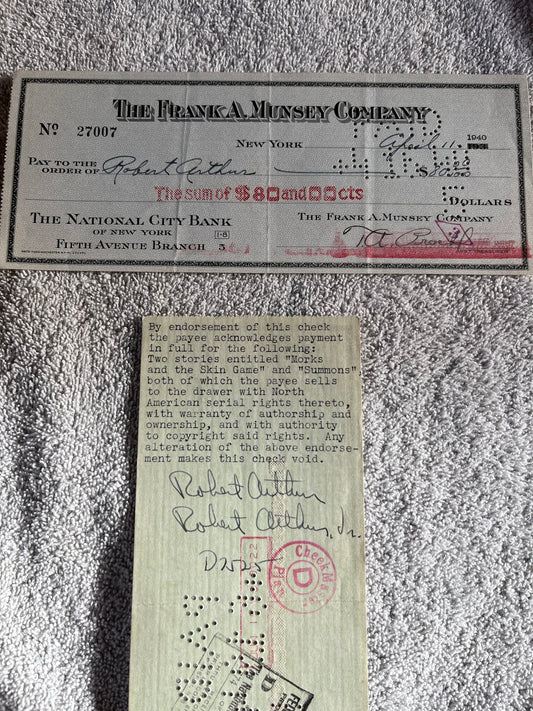 THE FRANK A. MUNSEY COMPANY
Nº 27007
NEW YORK April 11, 1940
PAY TO THE
ORDER OF Robert Arthur $80 00/100
The sum of $80 and 00 cts DOLLARS
THE NATIONAL CITY BANK
OF NEW YORK 1-8
FIFTH AVENUE BRANCH
THE FRANK A. MUNSEY COMPANY
By endorsement of this check
the payee acknowledges payment
in full for the following:
Two stories entitled "Morks
and the Skin Game" and "Summons",
both of which the payee sells
to the drawer with North
American serial rights thereto,
with warranty of authorship and
ownership, and with authority
to copyright said rights. Any
alteration of the above endorse-
ment makes this check void.
Robert Arthur
Robert Arthur, Jr.
D2525
CheckMaster
D
Plan